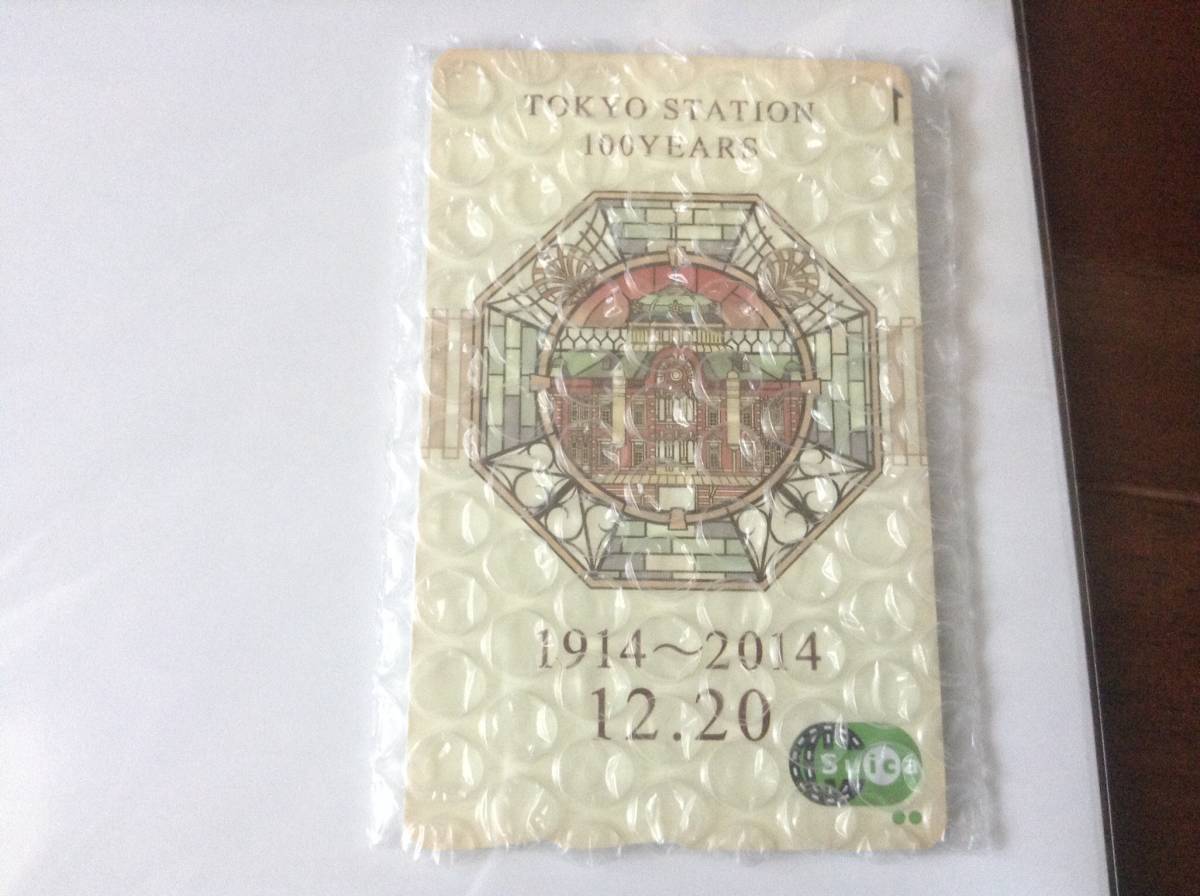 TOKYO STATION
100YEARS
1914～2014
12.20
Suica